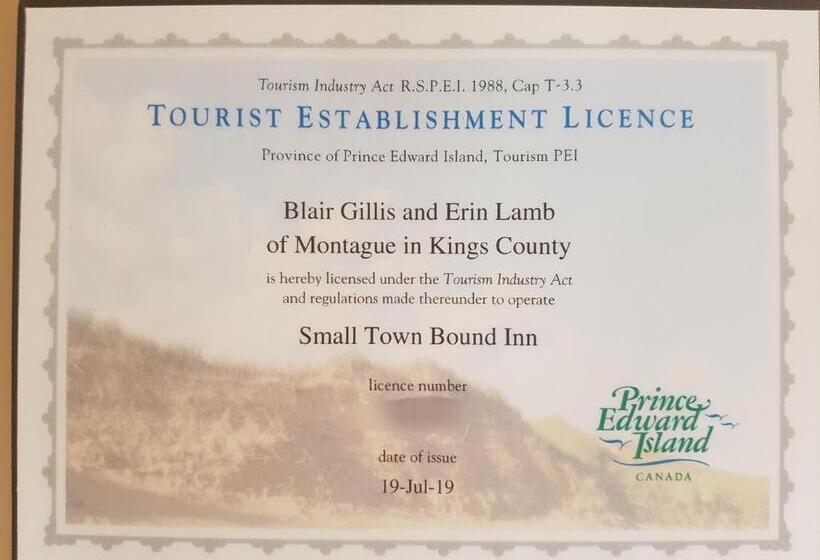 Tourism Industry Act R.S.P.E.I. 1988, Cap T-3.3
TOURIST ESTABLISHMENT LICENCE
Province of Prince Edward Island, Tourism PEI
Blair Gillis and Erin Lamb
of Montague in Kings County
is hereby licensed under the Tourism Industry Act
and regulations made thereunder to operate
Small Town Bound Inn
licence number
date of issue
19-Jul-19
Prince
Edward
Island
CANADA